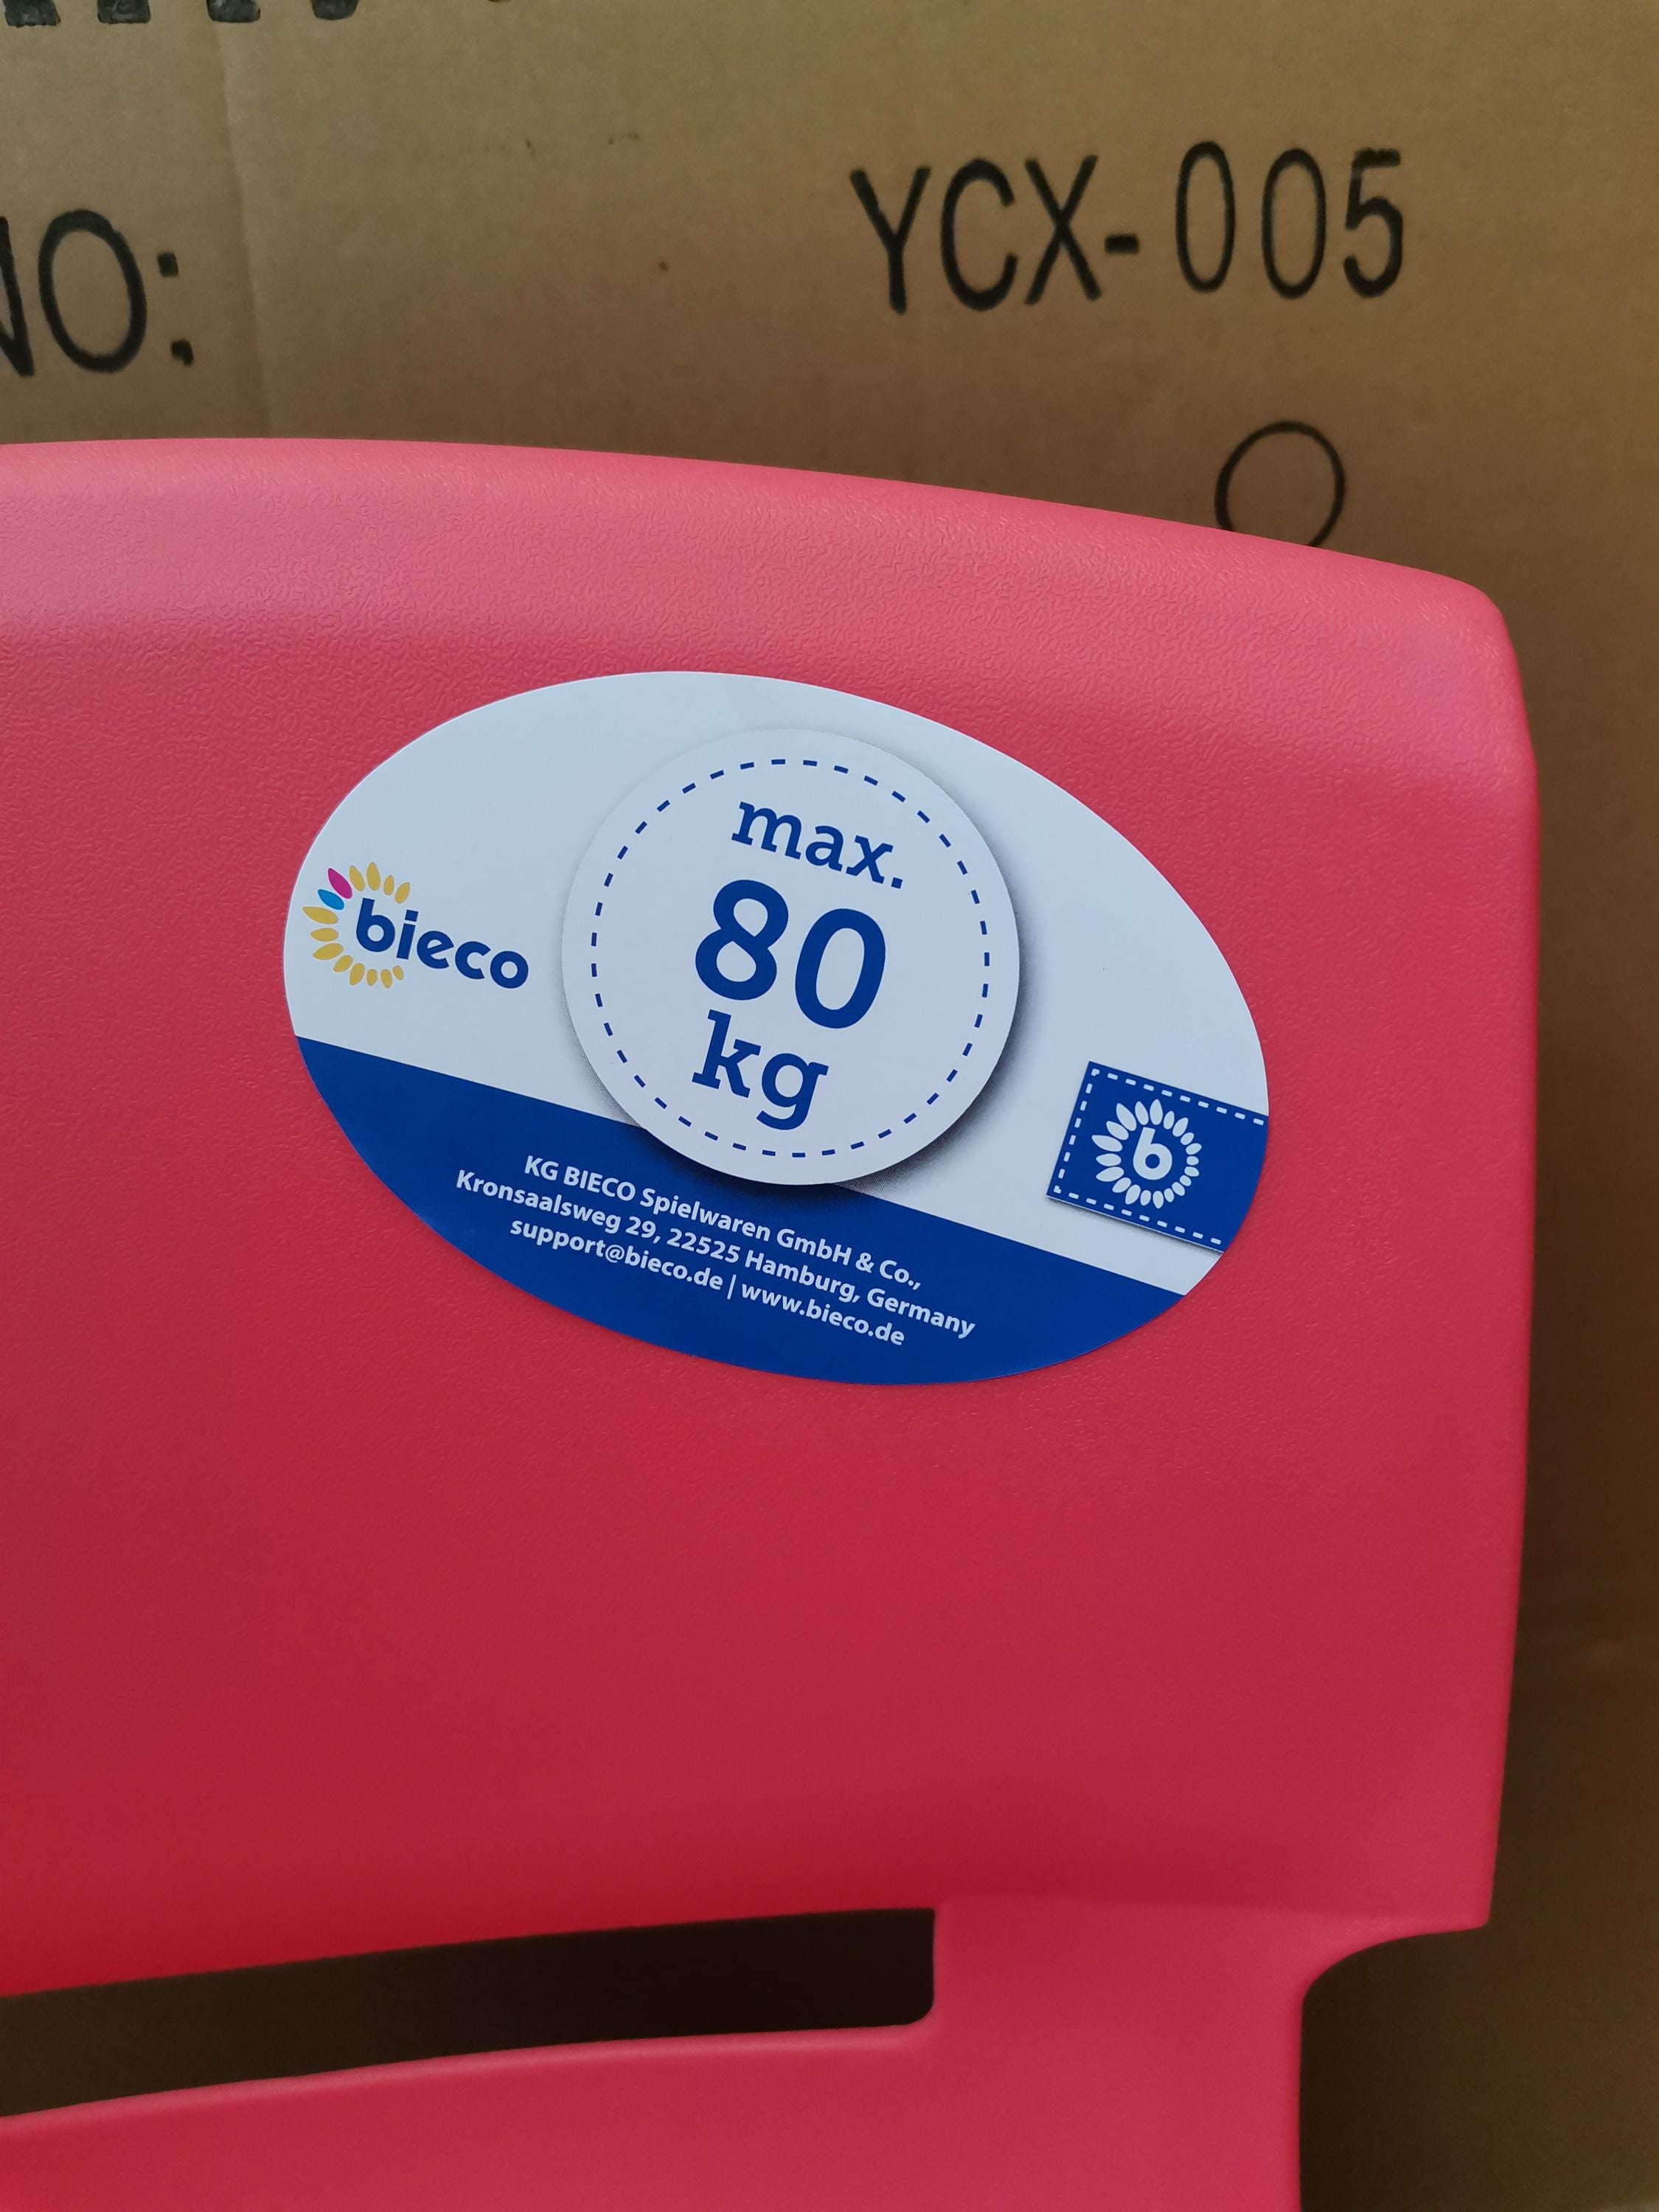 NO: YCX-005
max.
80
kg
bieco
b
KG BIECO Spielwaren GmbH & Co.,
Kronsaalsweg 29, 22525 Hamburg, Germany
support@bieco.de | www.bieco.de